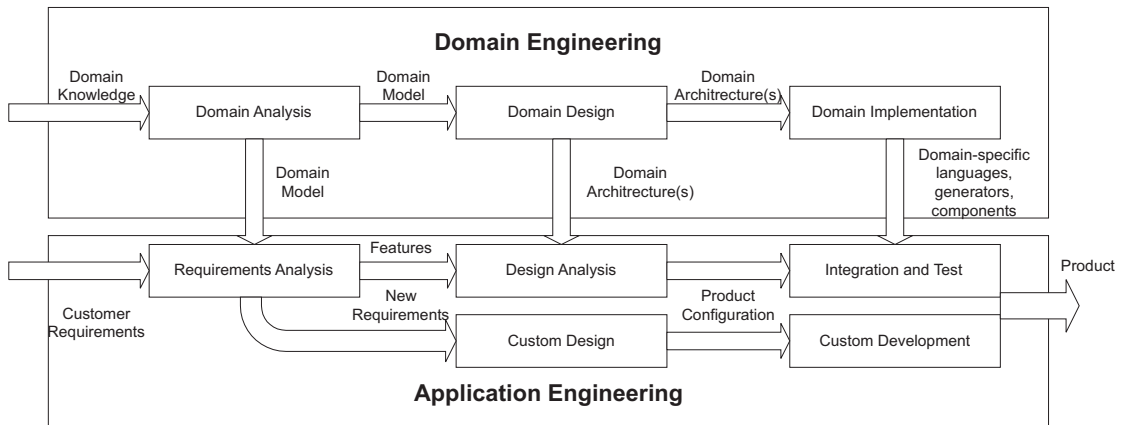 Domain Engineering
Domain
Knowledge
Domain Analysis
Domain
Model
Domain Design
Domain
Architrecture(s)
Domain Implementation
Domain
Model
Domain
Architrecture(s)
Domain-specific
languages,
generators,
components
Customer
Requirements
Requirements Analysis
Features
Design Analysis
Integration and Test
Product
New
Requirements
Custom Design
Product
Configuration
Custom Development
Application Engineering